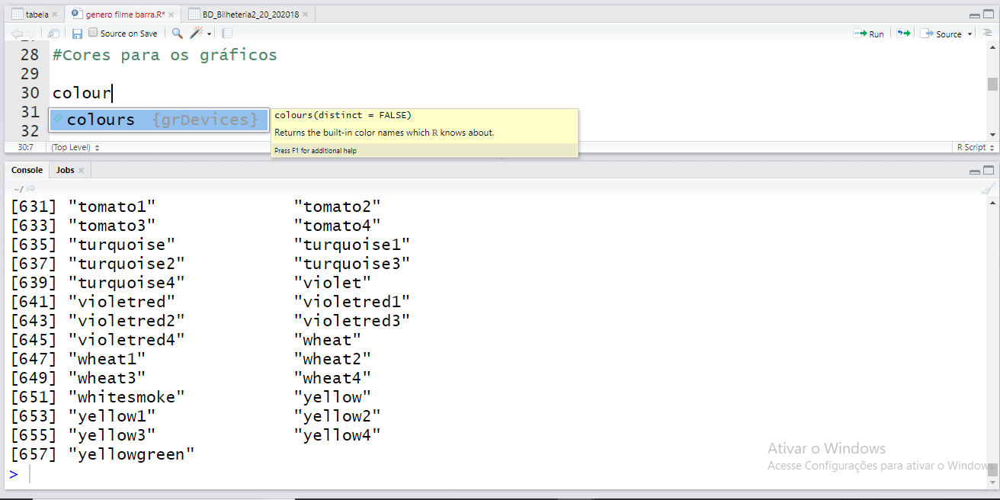 tabela genero filme barra.R* BD_Bilheteria2_20_202018
Source on Save Run Source
28 #Cores para os gráficos
29
30 colour
31
32
colours {grDevices}
colours(distinct = FALSE)
Returns the built-in color names which R knows about.
Press F1 for additional help
30:7 (Top Level) R Script
Console Jobs
~/
[631] "tomato1" "tomato2"
[633] "tomato3" "tomato4"
[635] "turquoise" "turquoise1"
[637] "turquoise2" "turquoise3"
[639] "turquoise4" "violet"
[641] "violetred" "violetred1"
[643] "violetred2" "violetred3"
[645] "violetred4" "wheat"
[647] "wheat1" "wheat2"
[649] "wheat3" "wheat4"
[651] "whitesmoke" "yellow"
[653] "yellow1" "yellow2"
[655] "yellow3" "yellow4"
[657] "yellowgreen"
>
Ativar o Windows
Acesse Configurações para ativar o Windows.